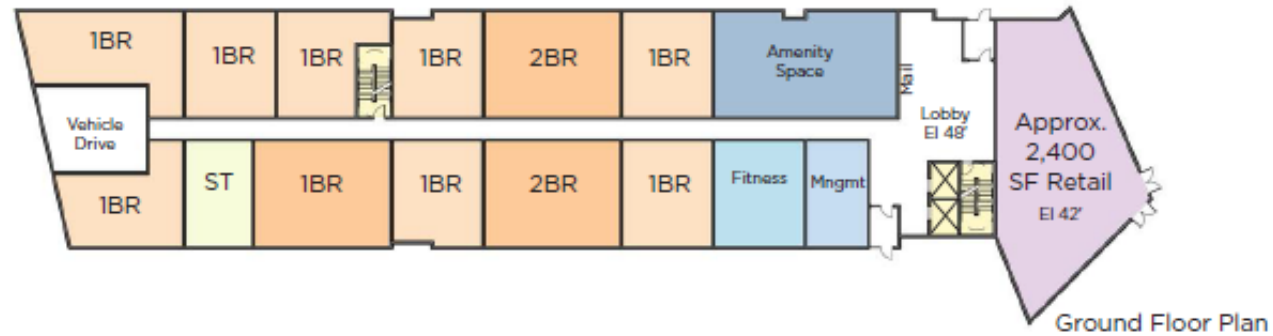 1BR
1BR
1BR
1BR
2BR
1BR
Amenity
Space
Mail
Lobby
El 48'
Approx.
2,400
SF Retail
El 42'
Vehicle
Drive
1BR
ST
1BR
1BR
2BR
1BR
Fitness
Mngmt
Ground Floor Plan